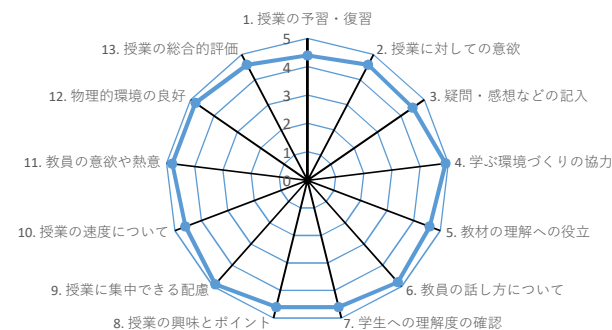 1. 授業の予習・復習
2. 授業に対しての意欲
3. 疑問・感想などの記入
4. 学ぶ環境づくりの協力
5. 教材の理解への役立
6. 教員の話し方について
7. 学生への理解度の確認
8. 授業の興味とポイント
9. 授業に集中できる配慮
10. 授業の速度について
11. 教員の意欲や熱意
12. 物理的環境の良好
13. 授業の総合的評価
5
4
3
2
1
0